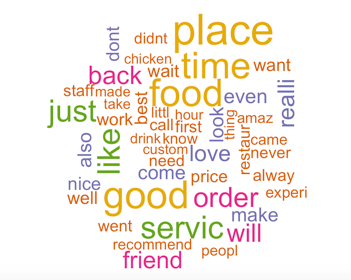 place
didnt
dont
time
chicken
want
back
wait
food
even
realli
staff
made
best
just
take
littl
hour
work
call
first
look
thing
amaz
like
drink
know
restaur
came
also
custom
love
never
need
come
price
alway
nice
good
order
experi
well
make
went
servic
will
recommend
peopl
friend